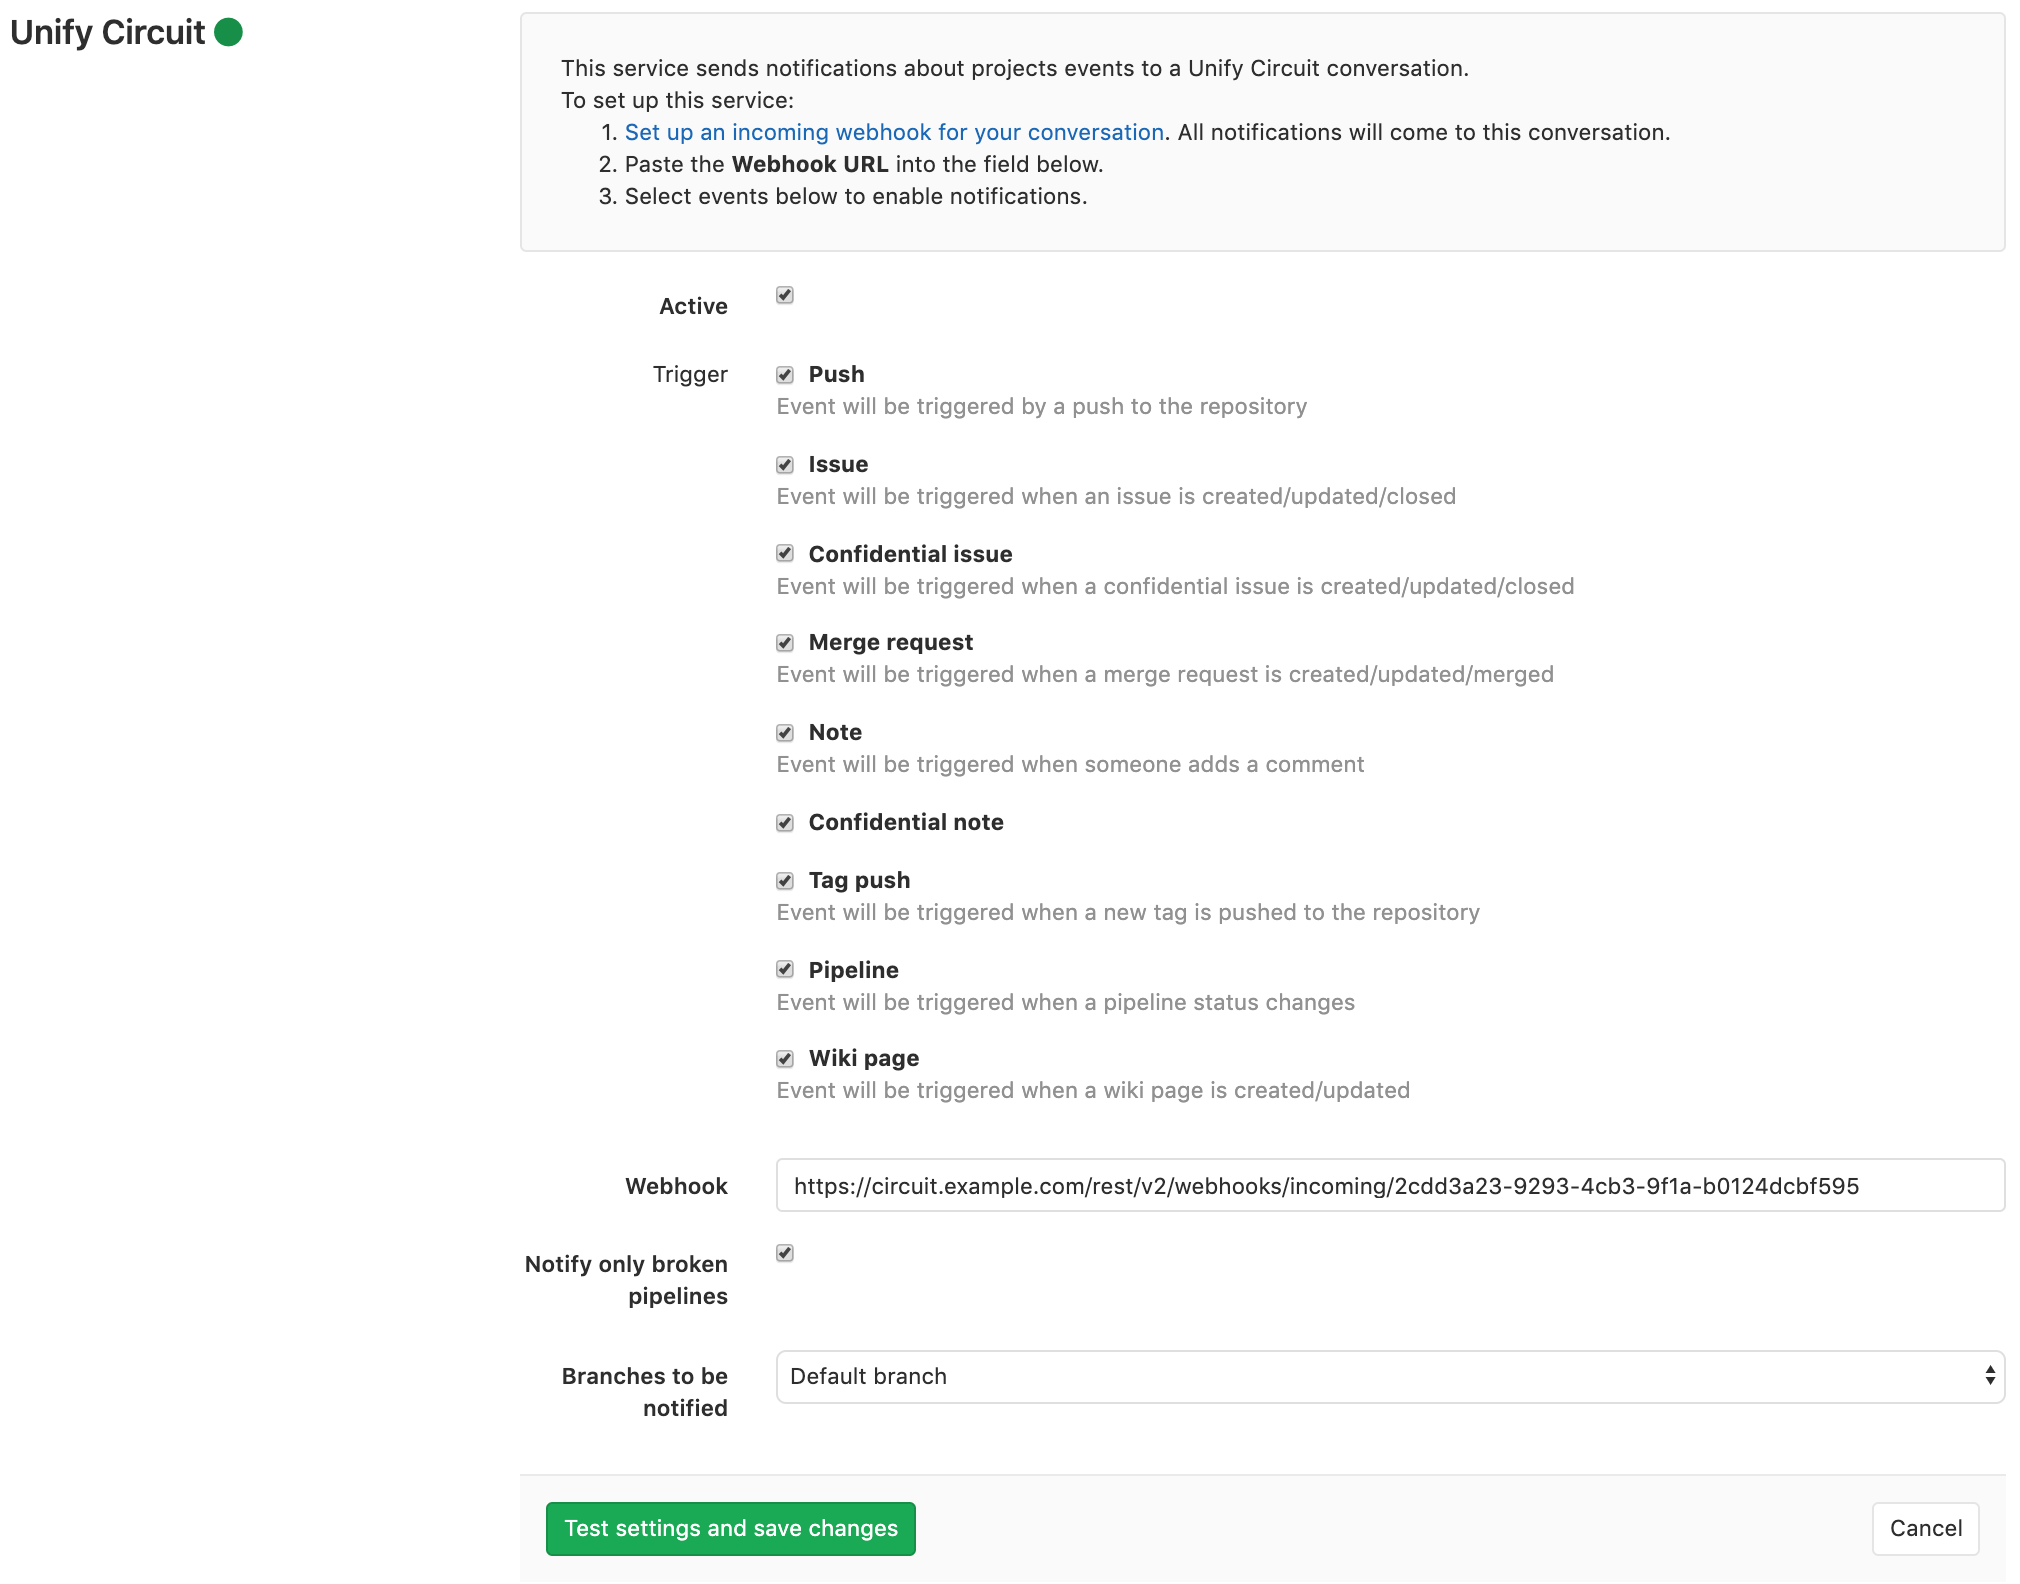 Unify Circuit
This service sends notifications about projects events to a Unify Circuit conversation.
To set up this service:
1. Set up an incoming webhook for your conversation. All notifications will come to this conversation.
2. Paste the Webhook URL into the field below.
3. Select events below to enable notifications.
Active
Trigger
Push
Event will be triggered by a push to the repository
Issue
Event will be triggered when an issue is created/updated/closed
Confidential issue
Event will be triggered when a confidential issue is created/updated/closed
Merge request
Event will be triggered when a merge request is created/updated/merged
Note
Event will be triggered when someone adds a comment
Confidential note
Tag push
Event will be triggered when a new tag is pushed to the repository
Pipeline
Event will be triggered when a pipeline status changes
Wiki page
Event will be triggered when a wiki page is created/updated
Webhook
https://circuit.example.com/rest/v2/webhooks/incoming/2cdd3a23-9293-4cb3-9f1a-b0124dcbf595
Notify only broken
pipelines
Branches to be
notified
Default branch
Test settings and save changes
Cancel